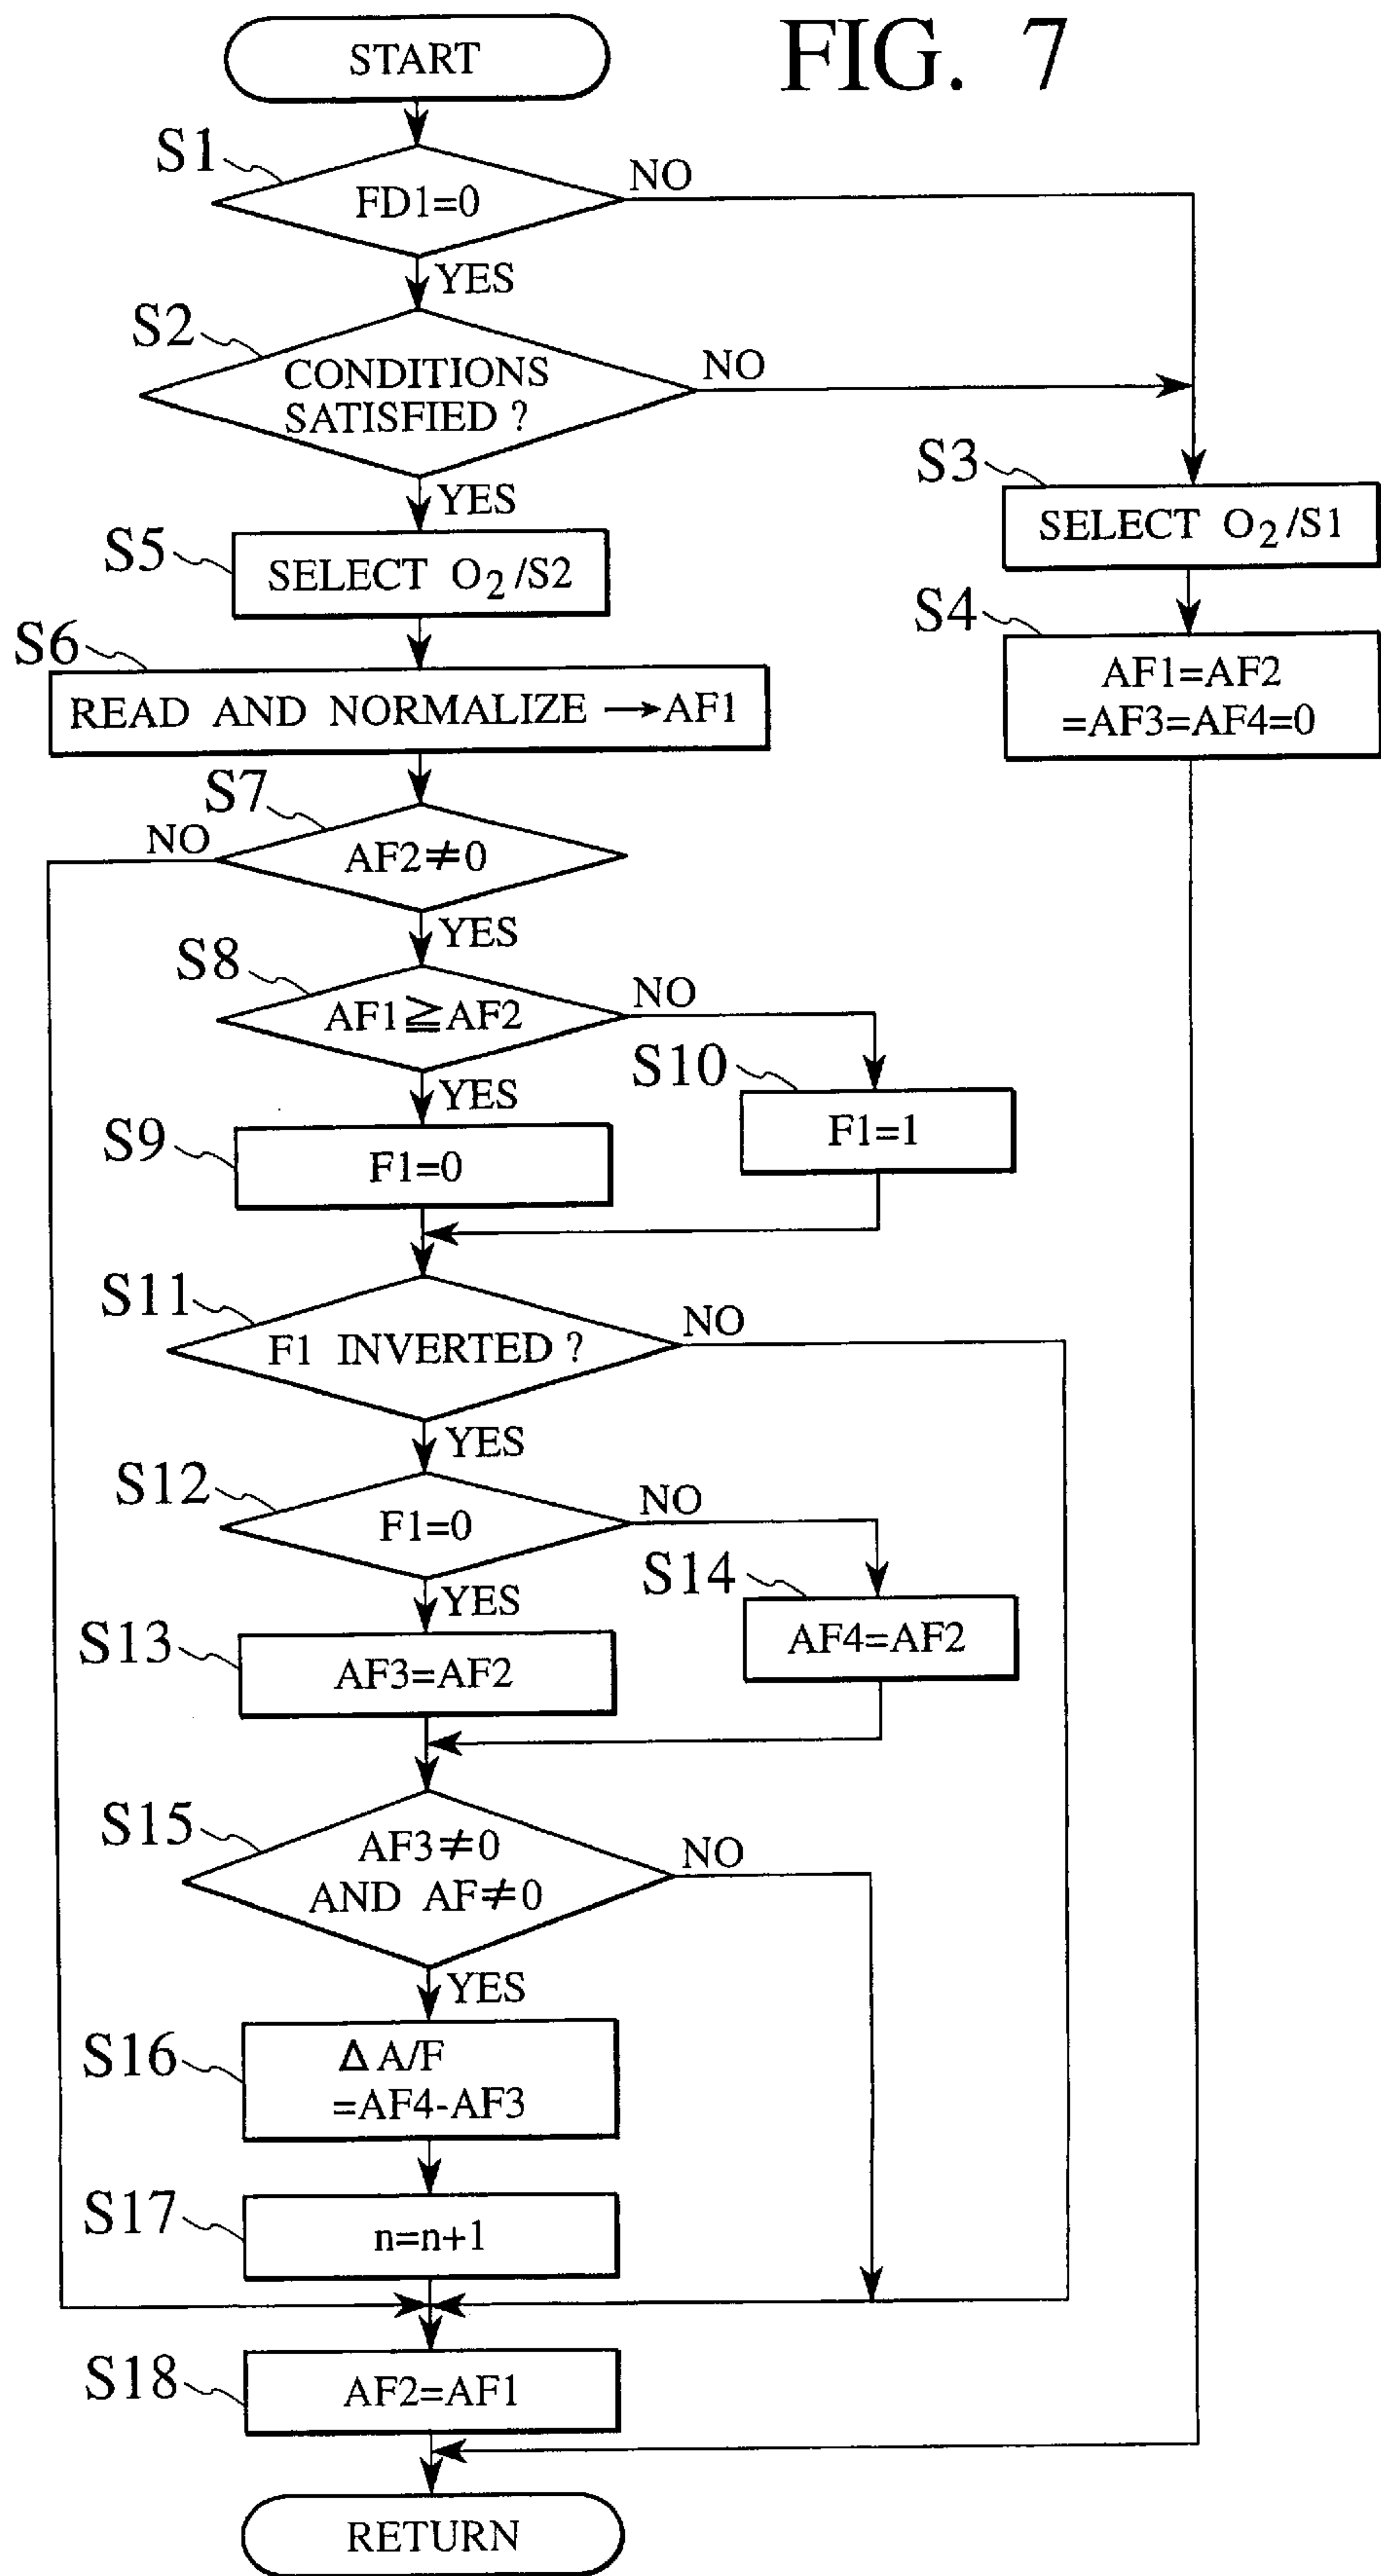 FIG. 7
START
S1
FD1=0
NO
YES
S2
CONDITIONS
SATISFIED ?
NO
YES
S3
SELECT O2/S1
S4
AF1=AF2
=AF3=AF4=0
S5
SELECT O2/S2
S6
READ AND NORMALIZE →AF1
S7
NO
AF2≠0
YES
S8
AF1≧AF2
NO
YES
S10
F1=1
S9
F1=0
S11
F1 INVERTED ?
NO
YES
S12
F1=0
NO
YES
S14
AF4=AF2
S13
AF3=AF2
S15
AF3≠0
AND AF≠0
NO
YES
S16
Δ A/F
=AF4-AF3
S17
n=n+1
S18
AF2=AF1
RETURN